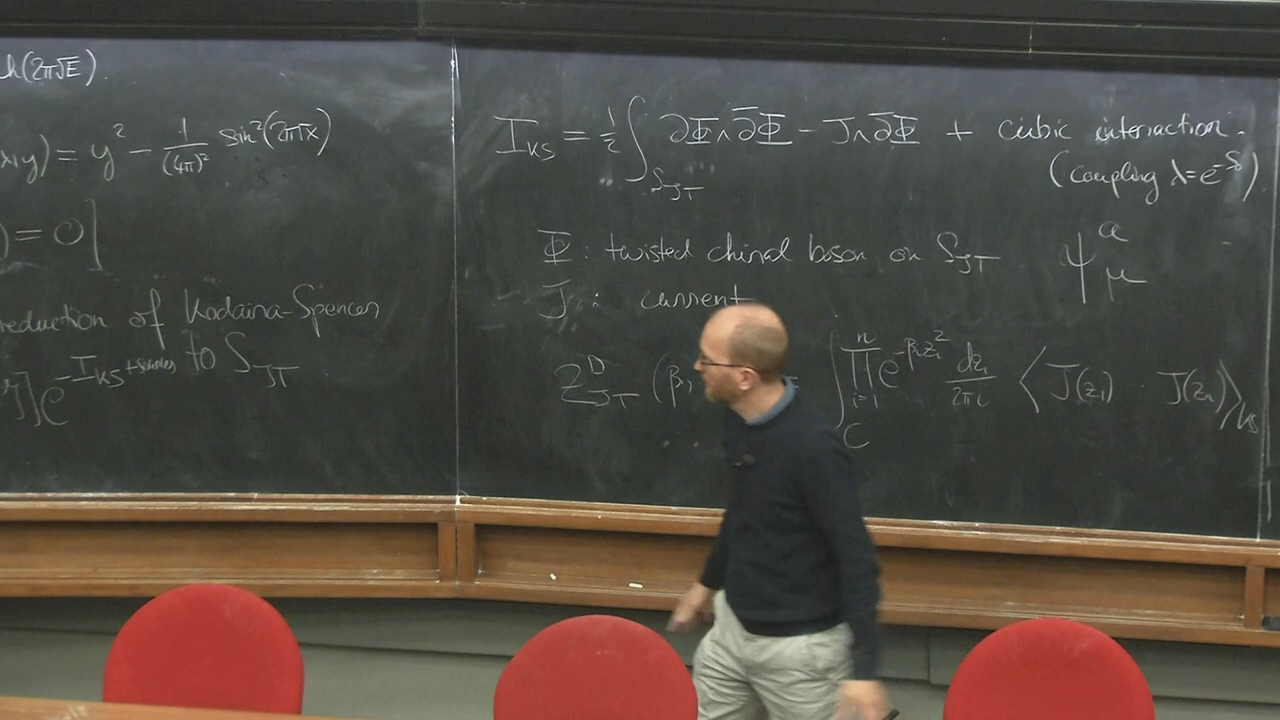 h(2π√E).
x,y) = y² − 1/(4π)² sin²(2π√x)
) = 0]
reduction of Kodaira-Spencer
]e^{-I_KS + sources} to S_JT
I_KS = 1/2 ∫_{S_JT} ∂Φ∧∂̄Φ − J∧∂̄Φ + cubic interaction.
(coupling λ=e^{-S₀})
Φ : twisted chiral boson on S_JT ψ^a_μ
J : current
Z^D_JT (β₁ = ∫_C ∏_{i=1}^n e^{-β_i z_i²} dz_i/2πi ⟨J(z₁) J(z_n)⟩_KS